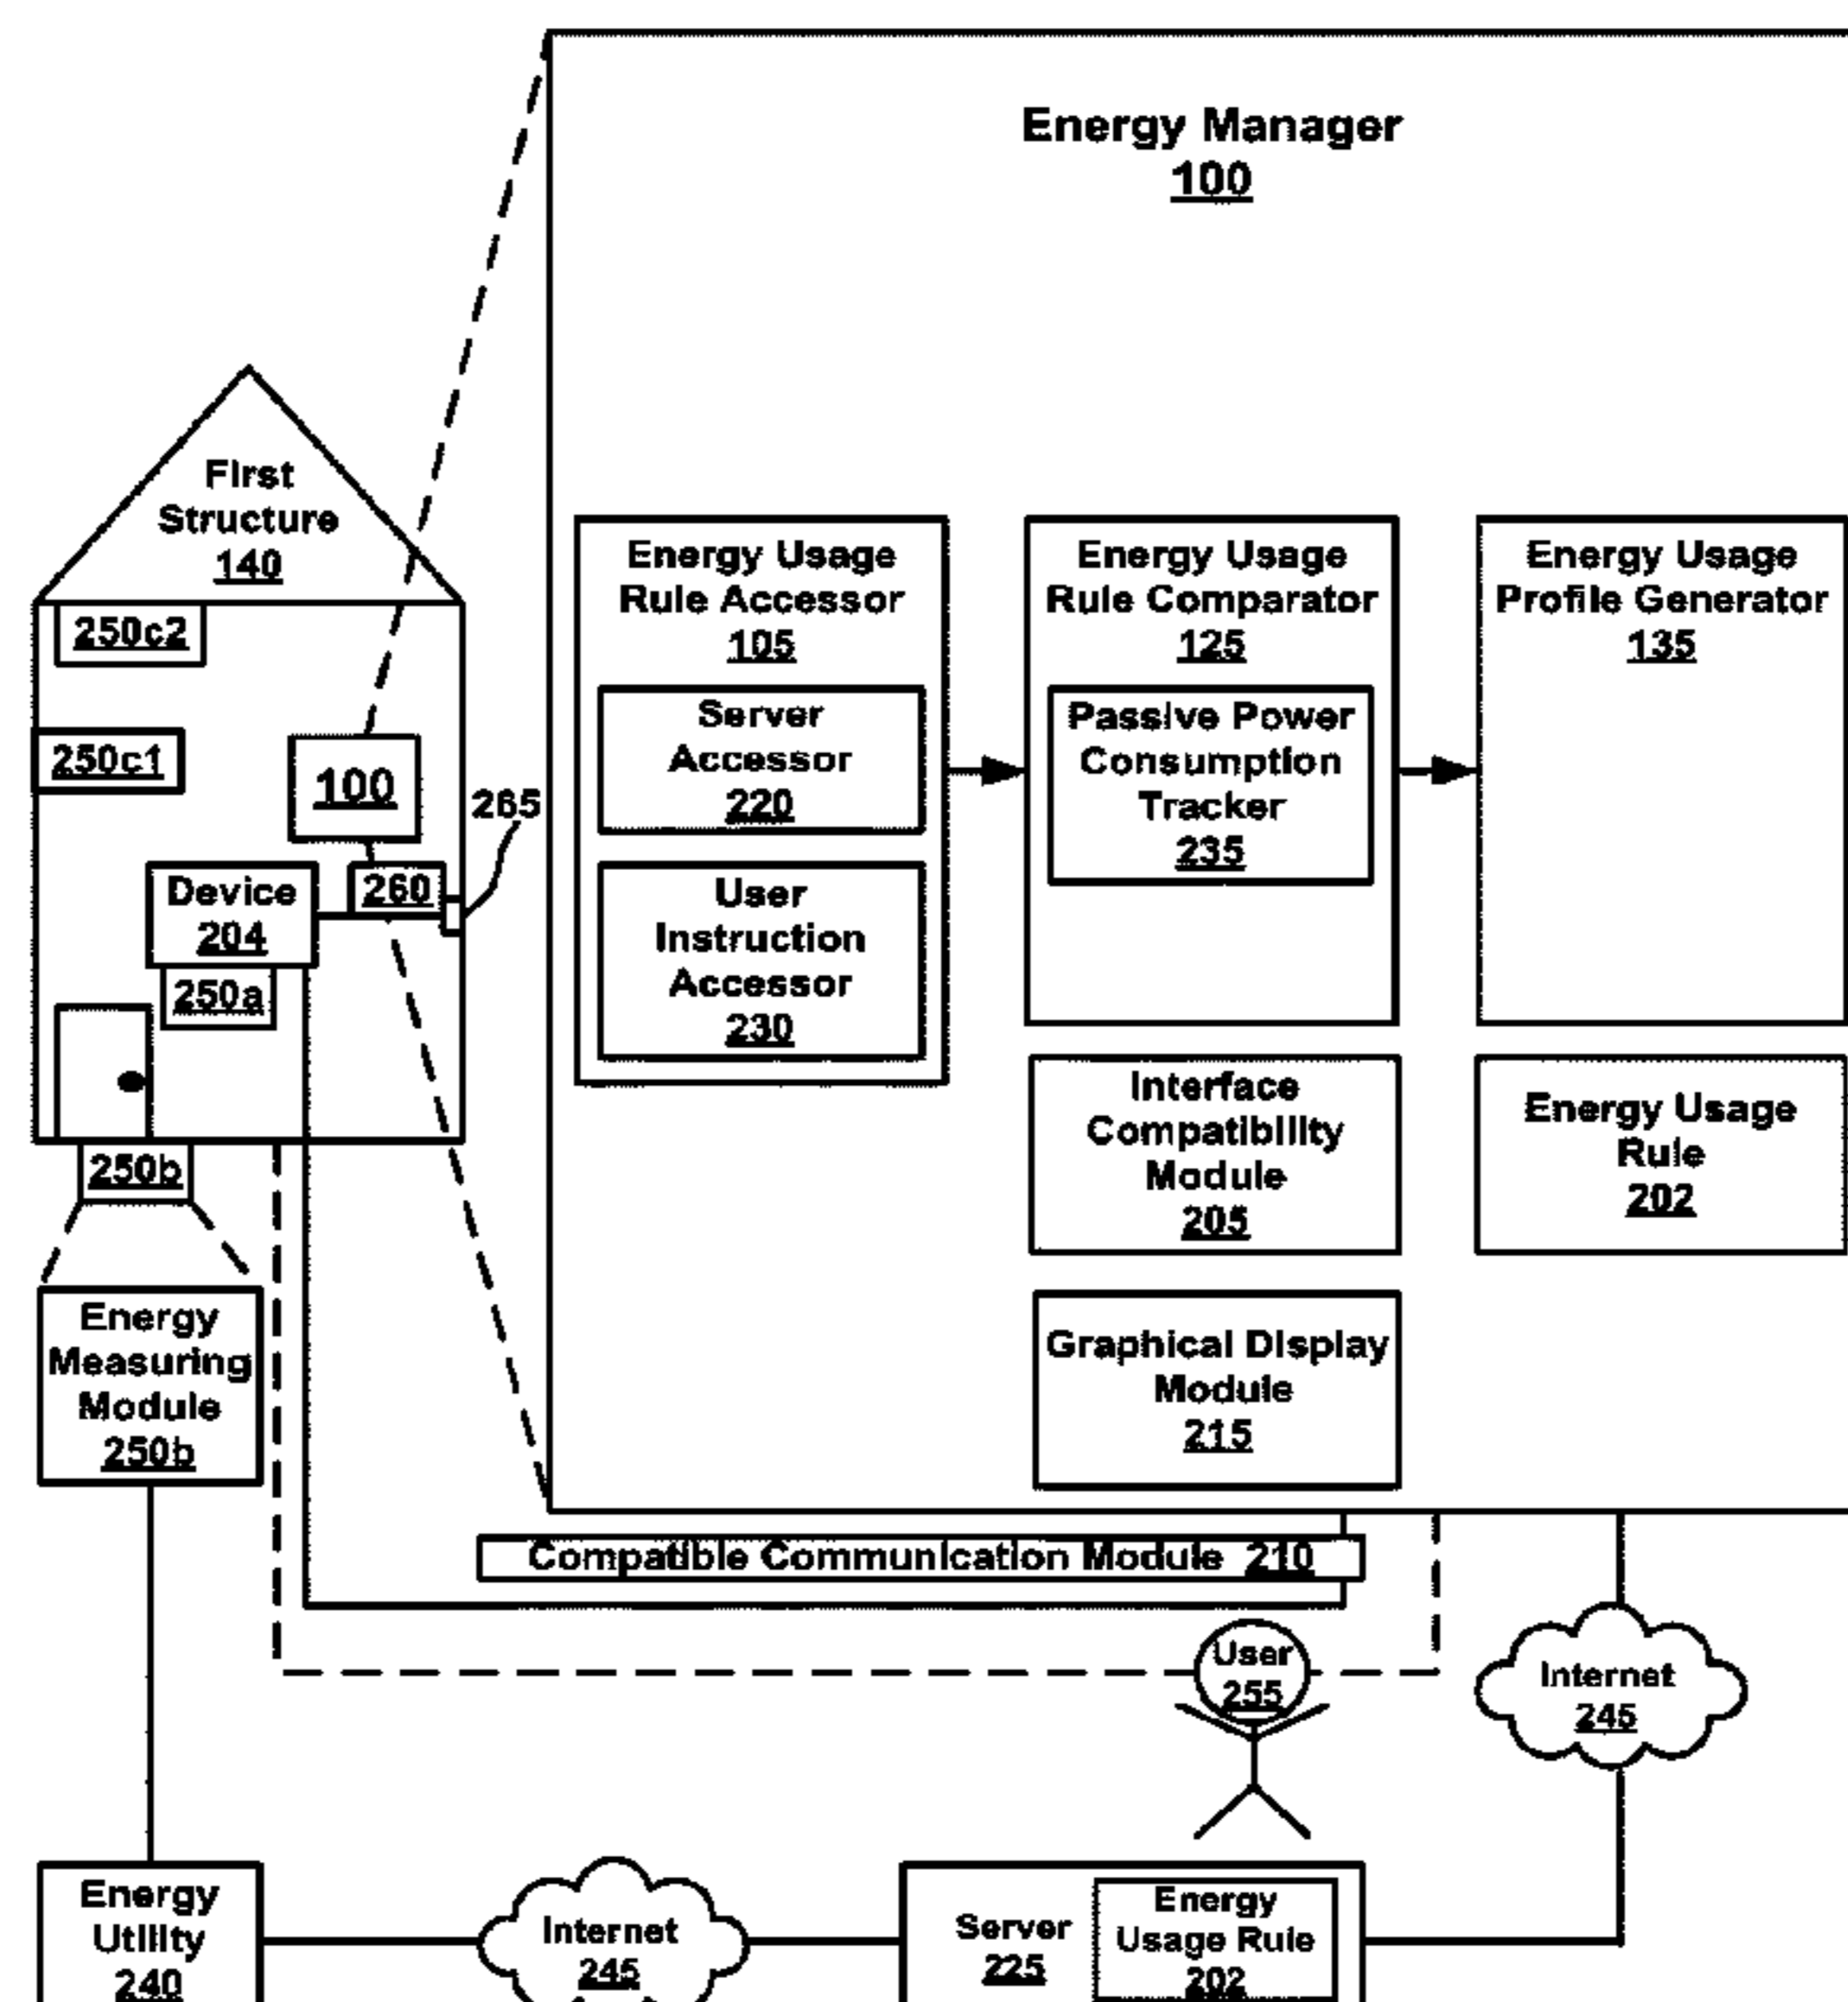 Energy Manager
100
First
Structure
140
250c2
250c1
100
265
Device
204
260
250a
250b
Energy
Measuring
Module
250b
Energy Usage
Rule Accessor
105
Server
Accessor
220
User
Instruction
Accessor
230
Energy Usage
Rule Comparator
125
Passive Power
Consumption
Tracker
235
Energy Usage
Profile Generator
135
Interface
Compatibility
Module
205
Energy Usage
Rule
202
Graphical Display
Module
215
Compatible Communication Module 210
User
255
Internet
245
Energy
Utility
240
Internet
245
Server
225
Energy
Usage Rule
202